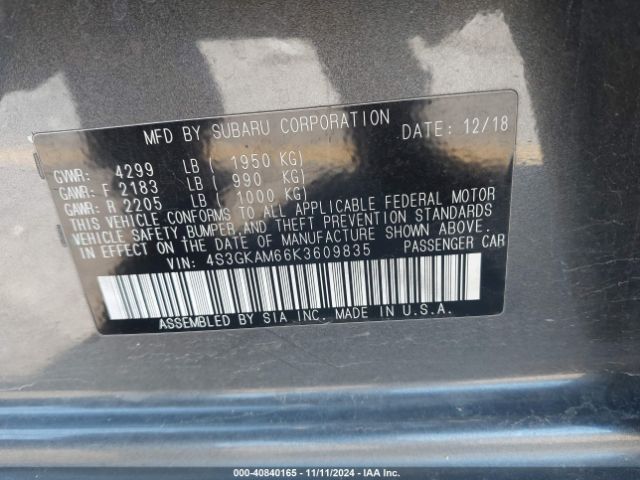 MFD BY SUBARU CORPORATION DATE: 12/18
GVWR: 4299 LB ( 1950 KG)
GAWR: F 2183 LB ( 990 KG)
GAWR: R 2205 LB ( 1000 KG)
THIS VEHICLE CONFORMS TO ALL APPLICABLE FEDERAL MOTOR
VEHICLE SAFETY,BUMPER,AND THEFT PREVENTION STANDARDS
IN EFFECT ON THE DATE OF MANUFACTURE SHOWN ABOVE.
VIN: 4S3GKAM66K3609835 PASSENGER CAR
ASSEMBLED BY SIA INC. MADE IN U.S.A.
000-40840165 - 11/11/2024 - IAA Inc.